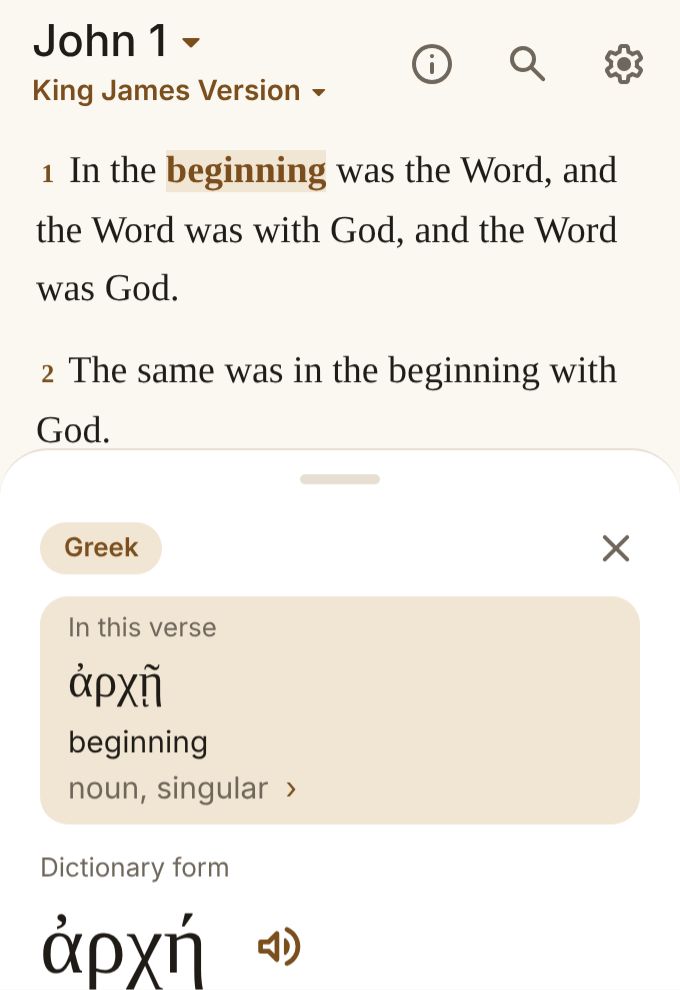 John 1
King James Version
1 In the beginning was the Word, and
the Word was with God, and the Word
was God.
2 The same was in the beginning with
God.
Greek
In this verse
ἀρχῇ
beginning
noun, singular ›
Dictionary form
ἀρχή